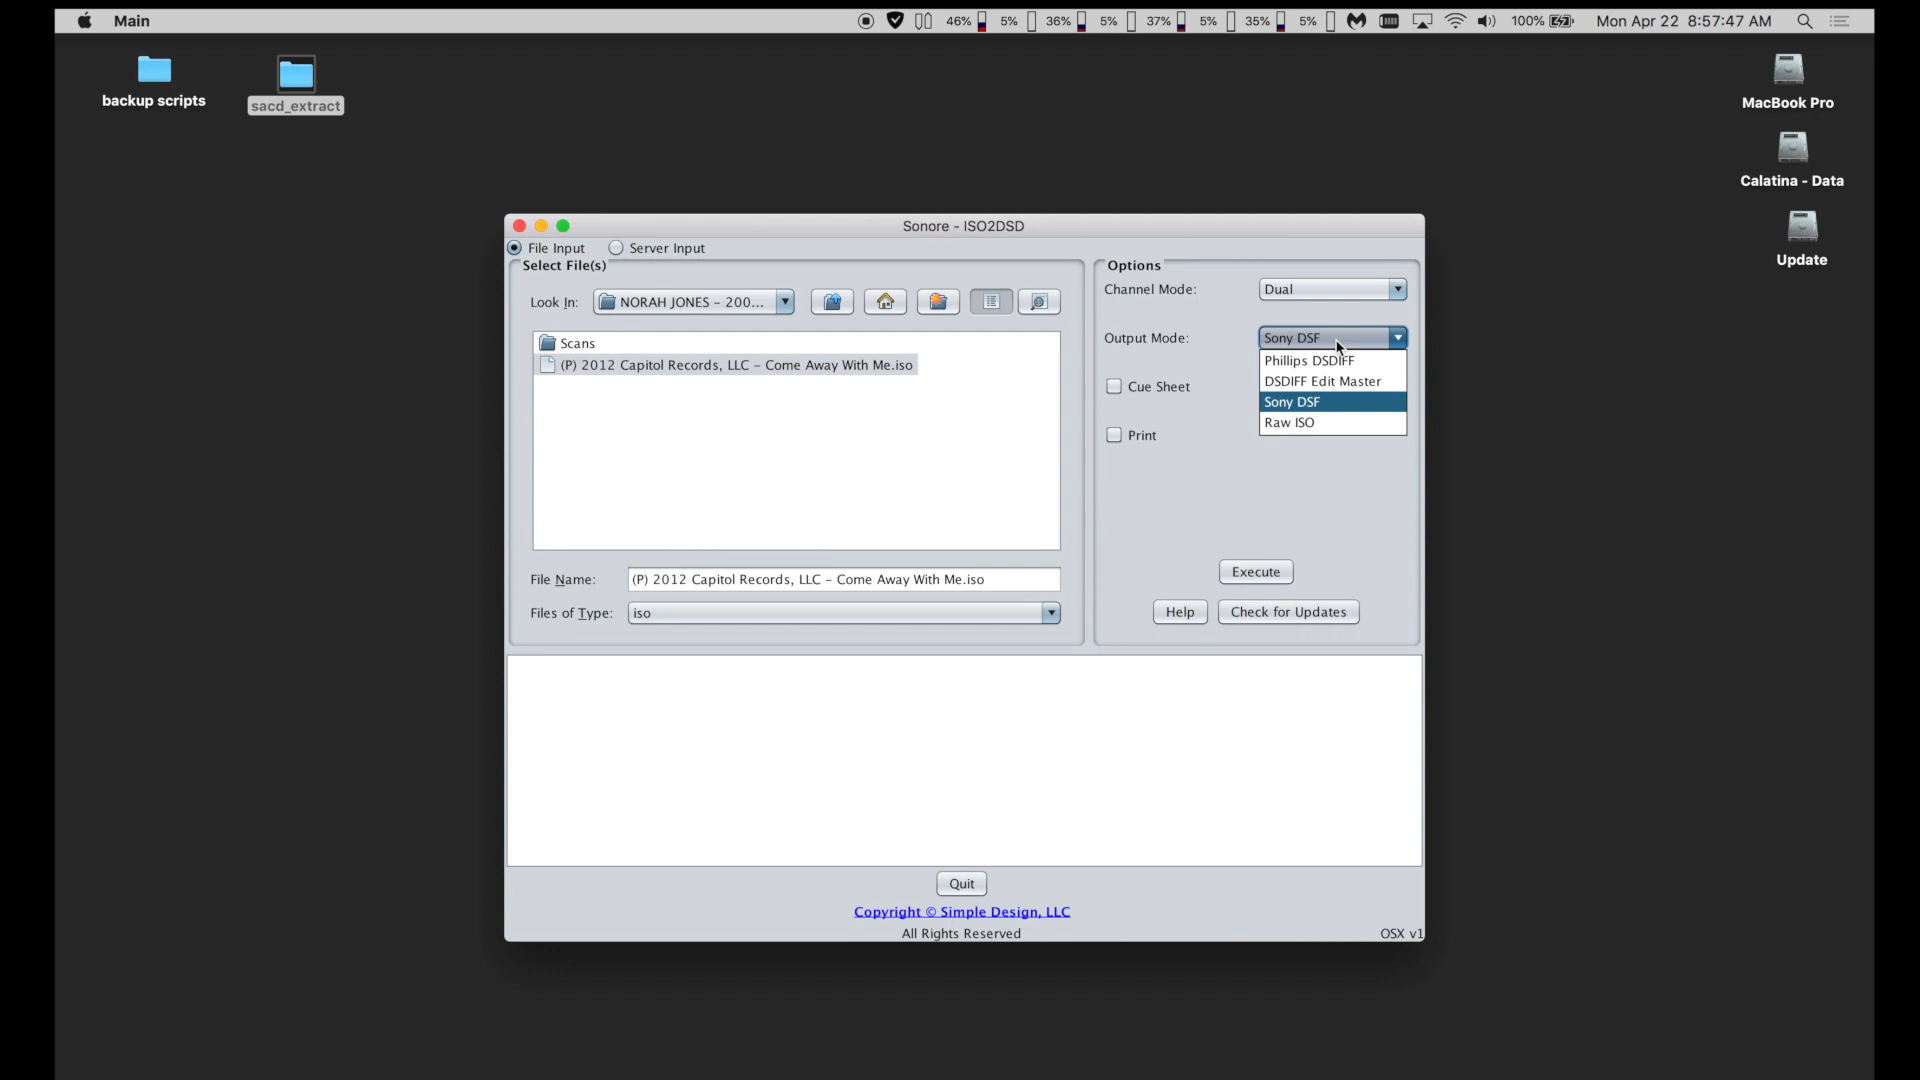 Main
46% 5% 36% 5% 37% 5% 35% 5% 100% Mon Apr 22 8:57:47 AM
backup scripts
sacd_extract
MacBook Pro
Calatina - Data
Update
Sonore - ISO2DSD
File Input Server Input
Select File(s)
Look In: NORAH JONES – 200...
Scans
(P) 2012 Capitol Records, LLC – Come Away With Me.iso
File Name: (P) 2012 Capitol Records, LLC – Come Away With Me.iso
Files of Type: iso
Options
Channel Mode: Dual
Output Mode: Sony DSF
Phillips DSDIFF
DSDIFF Edit Master
Sony DSF
Raw ISO
Cue Sheet
Print
Execute
Help Check for Updates
Quit
Copyright © Simple Design, LLC
All Rights Reserved
OSX v1